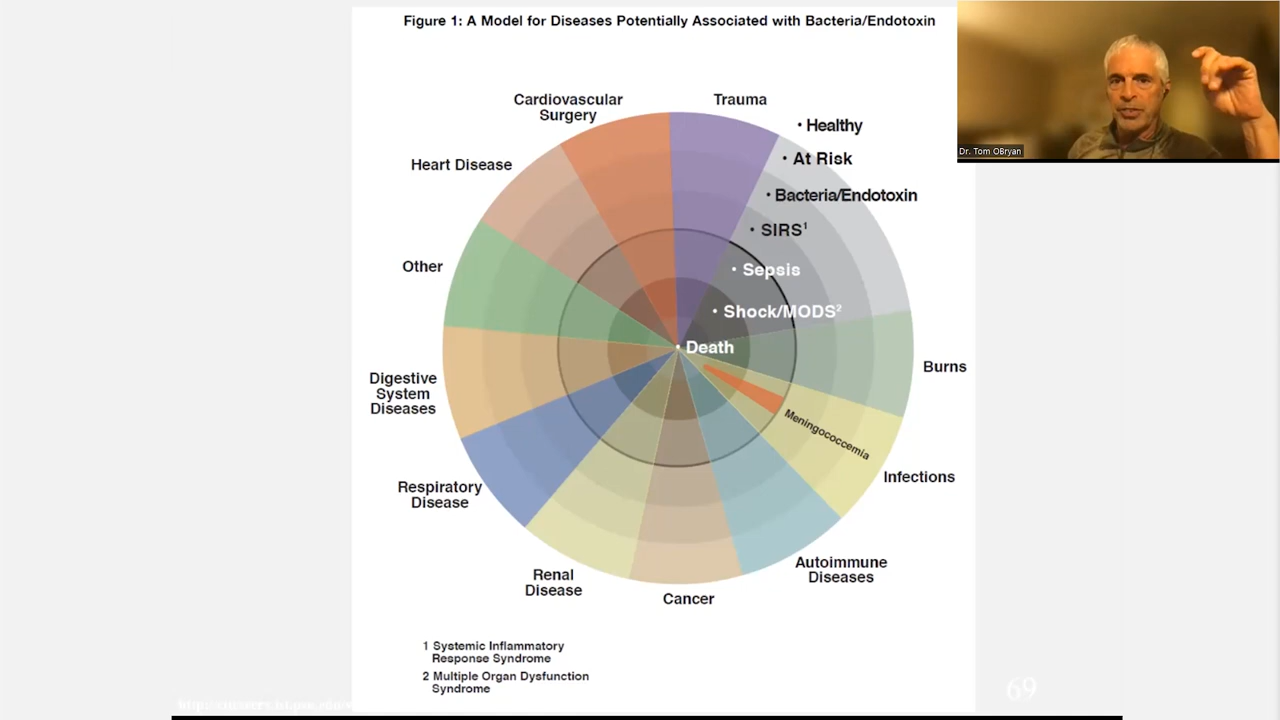 Figure 1: A Model for Diseases Potentially Associated with Bacteria/Endotoxin
Dr. Tom OBryan
Cardiovascular
Surgery
Trauma
• Healthy
Heart Disease
• At Risk
• Bacteria/Endotoxin
• SIRS¹
Other
• Sepsis
• Shock/MODS²
• Death
Burns
Digestive
System
Diseases
Meningococcemia
Infections
Respiratory
Disease
Autoimmune
Diseases
Renal
Disease
Cancer
1 Systemic Inflammatory
Response Syndrome
2 Multiple Organ Dysfunction
Syndrome
69